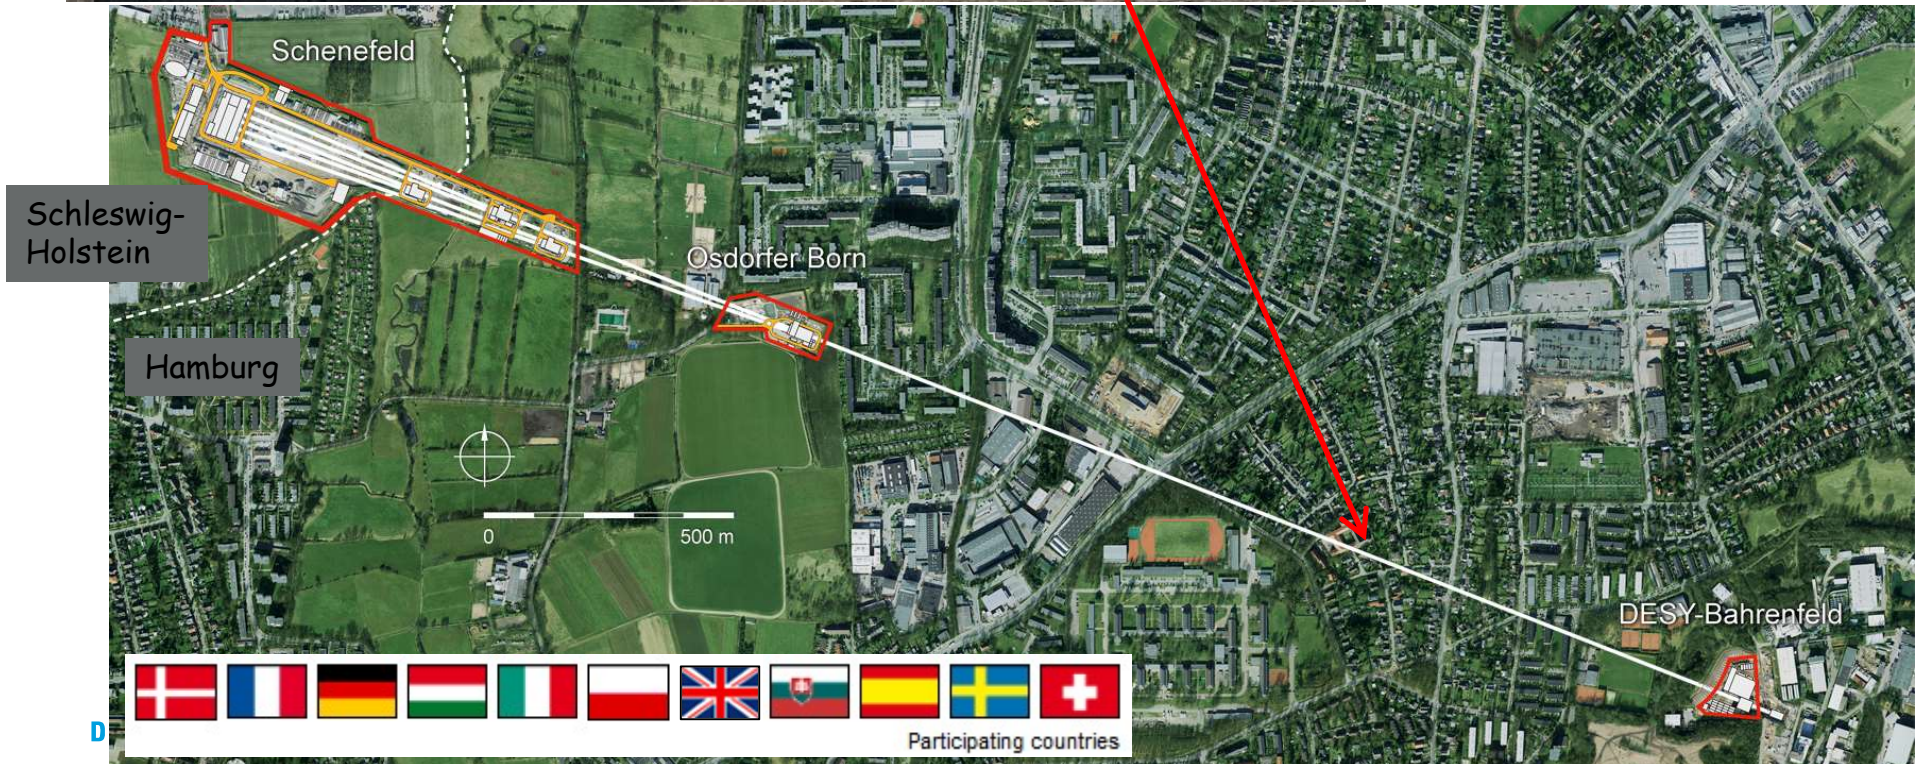 Schenefeld
Schleswig-
Holstein
Osdorfer Born
Hamburg
0
500 m
DESY-Bahrenfeld
D
Participating countries